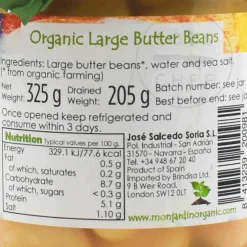 Organic Large Butter Beans
Ingredients: Large butter beans*, water and sea salt.
(* from organic farming)
Net Weight: 325 g Drained Weight: 205 g
Batch number: see jar
Best before end: see
Once opened keep refrigerated and
consume within 3 days.
Nutrition Typical values per 100 g.
Energy 329.1 kJ/77.6 kcal
Fat 0.5 g
of which, saturates 0.2 g
Carbohydrate 8.7 g
of which, sugars 0.3 g
Protein 5.1 g
Salt 1.10 g
José Salcedo Soria S.L.
Pol. Industrial - San Adrián
31570 - Navarra - España
Tel. +34 948 67 20 40
Product of Spain
Imported by Brindisa Ltd.
9 B Weir Road,
London SW12 0LT
www.monjardinorganic.com